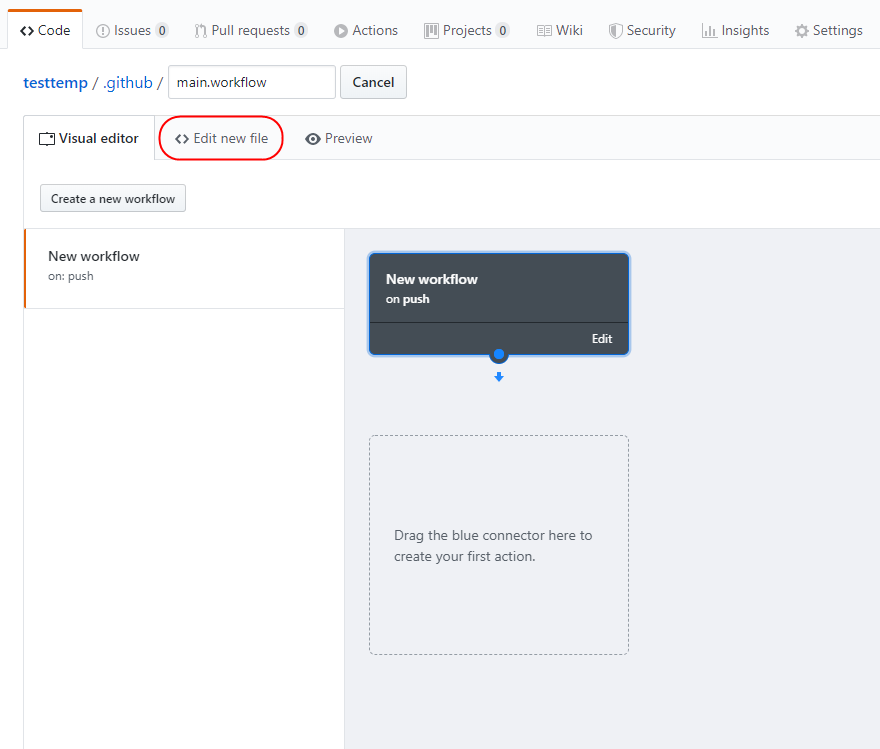 Code Issues 0 Pull requests 0 Actions Projects 0 Wiki Security Insights Settings
testtemp / .github / main.workflow Cancel
Visual editor Edit new file Preview
Create a new workflow
New workflow
on: push
New workflow
on push
Edit
Drag the blue connector here to
create your first action.